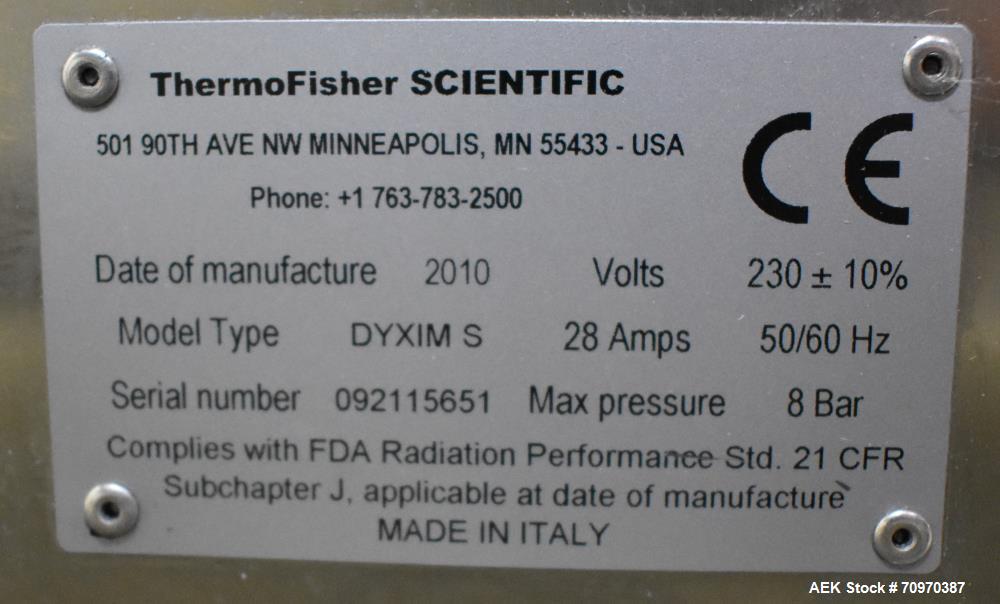 ThermoFisher SCIENTIFIC
501 90TH AVE NW MINNEAPOLIS, MN 55433 - USA
Phone: +1 763-783-2500
CE
Date of manufacture 2010 Volts 230 ± 10%
Model Type DYXIM S 28 Amps 50/60 Hz
Serial number 092115651 Max pressure 8 Bar
Complies with FDA Radiation Performance Std. 21 CFR
Subchapter J, applicable at date of manufacture
MADE IN ITALY
AEK Stock # 70970387